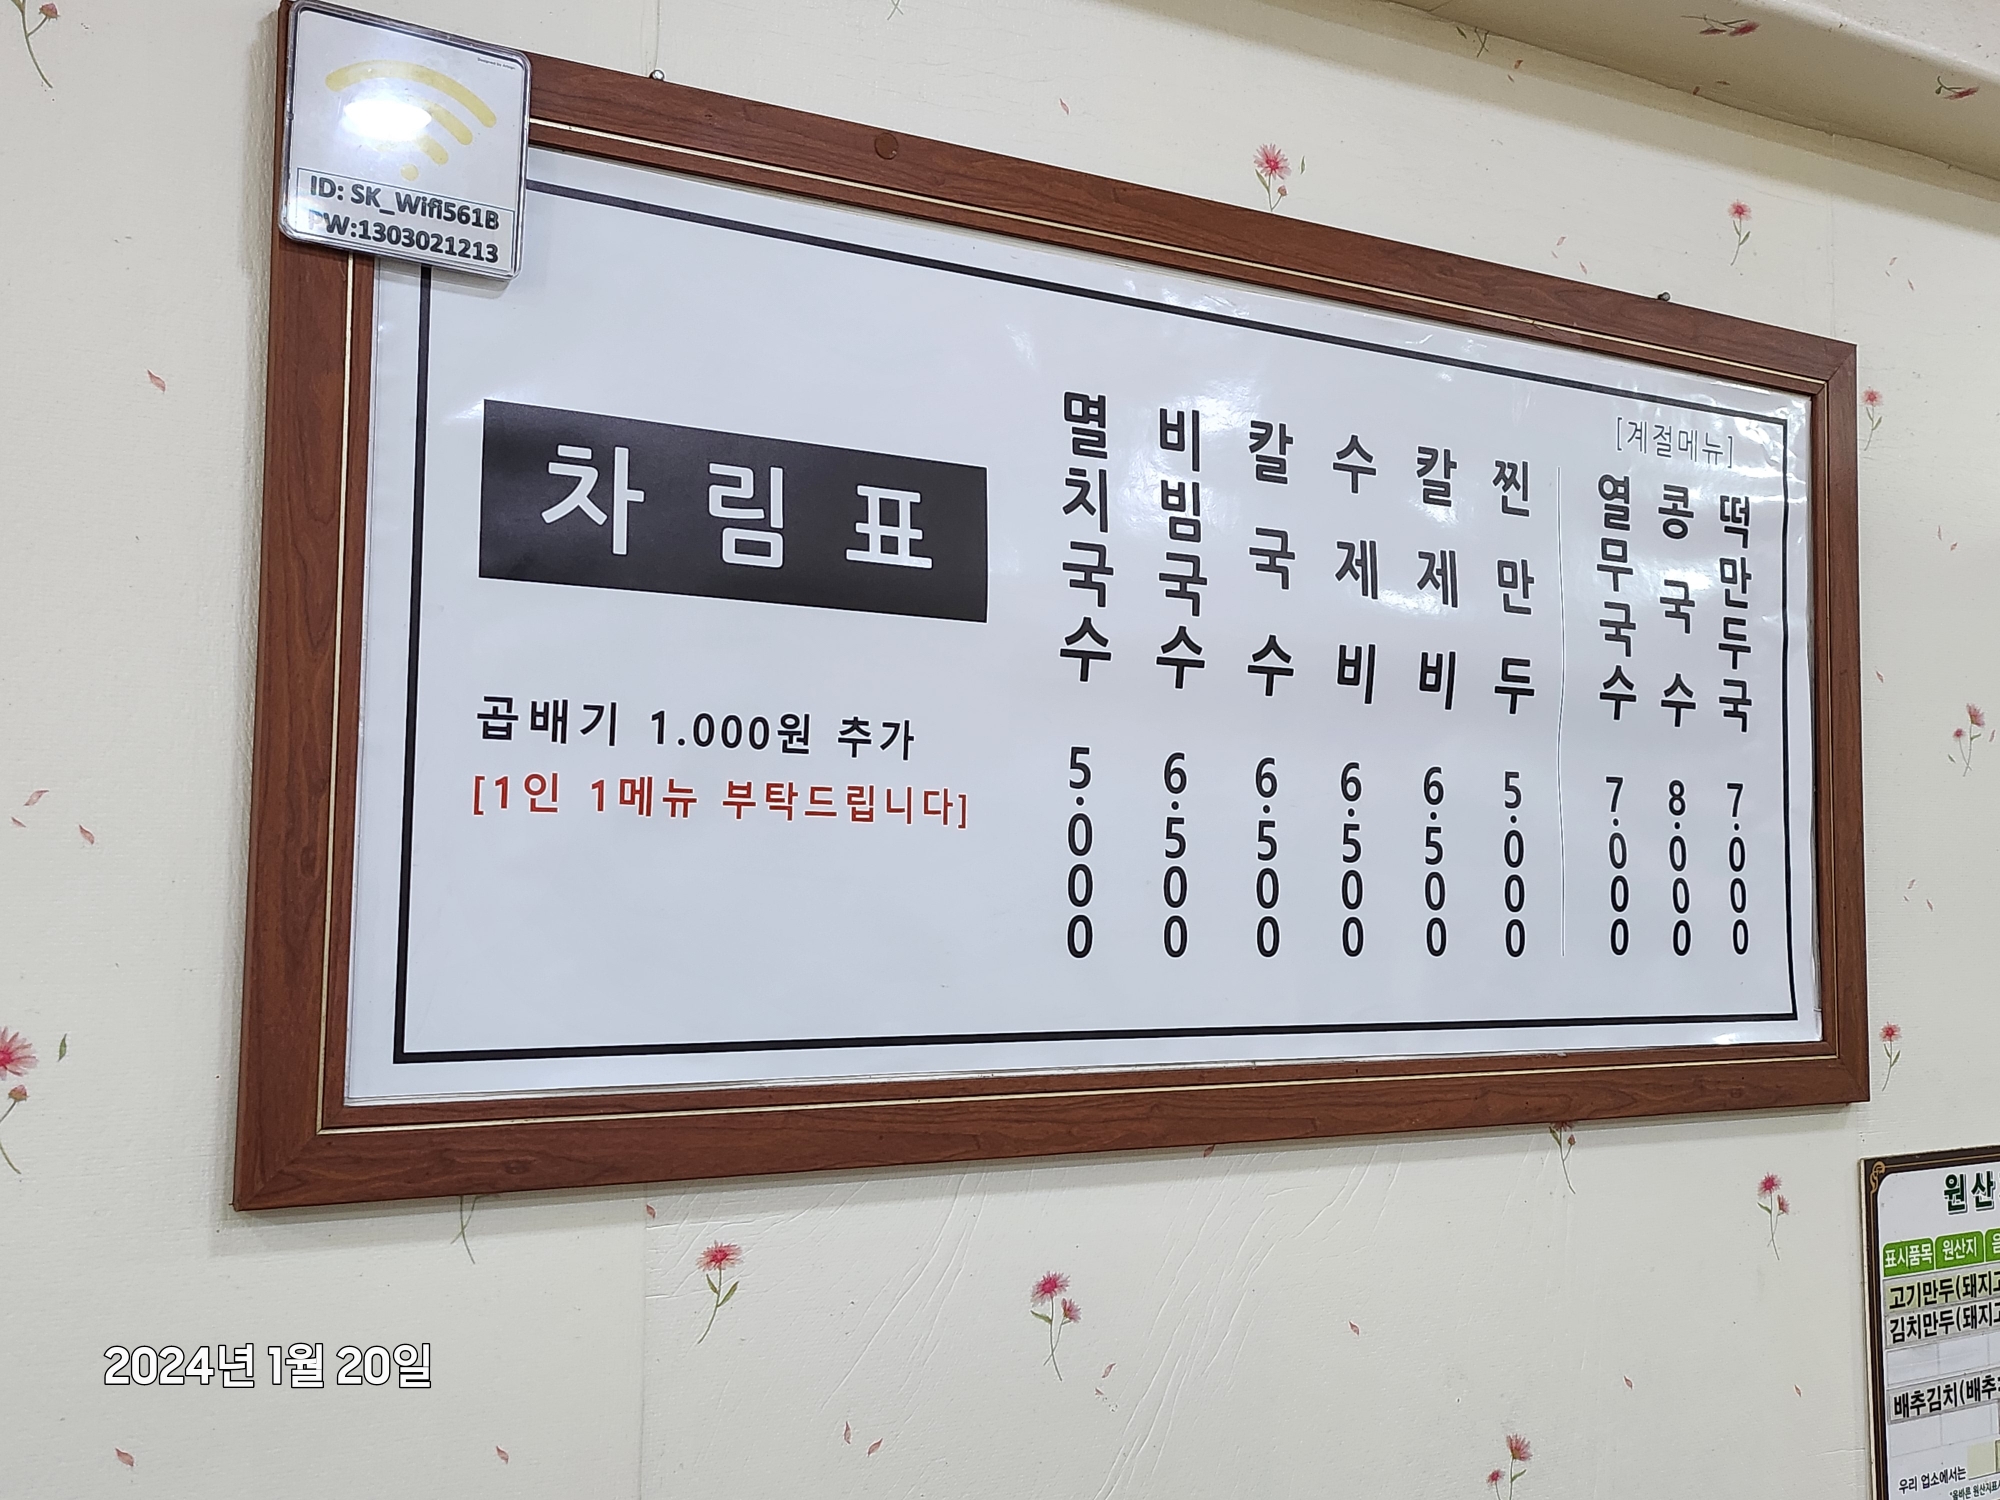 ID: SK_Wifi561B
PW:1303021213
차림표
곱배기 1.000원 추가
[1인 1메뉴 부탁드립니다]
멸치국수 5.000
비빔국수 6.500
칼국수 6.500
수제비 6.500
칼제비 6.500
찐만두 5.000
[계절메뉴]
열무국수 7.000
콩국수 8.000
떡만두국 7.000
원산
표시품목 원산지 음
고기만두(돼지고
김치만두(돼지고
배추김치(배추
우리 업소에서는
2024년 1월 20일